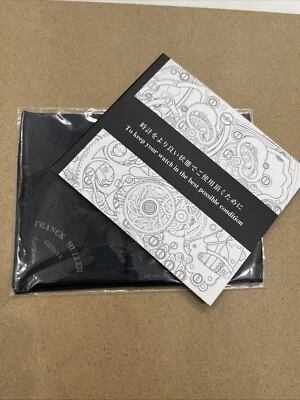 時計をより良い状態でご使用頂くために
To keep your watch in the best possible condition
FRANCK MULLER
GENEVE